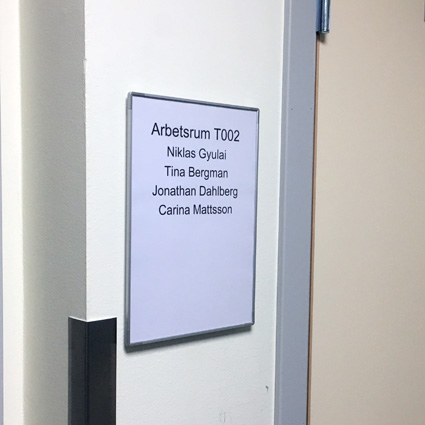 Arbetsrum T002
Niklas Gyulai
Tina Bergman
Jonathan Dahlberg
Carina Mattsson